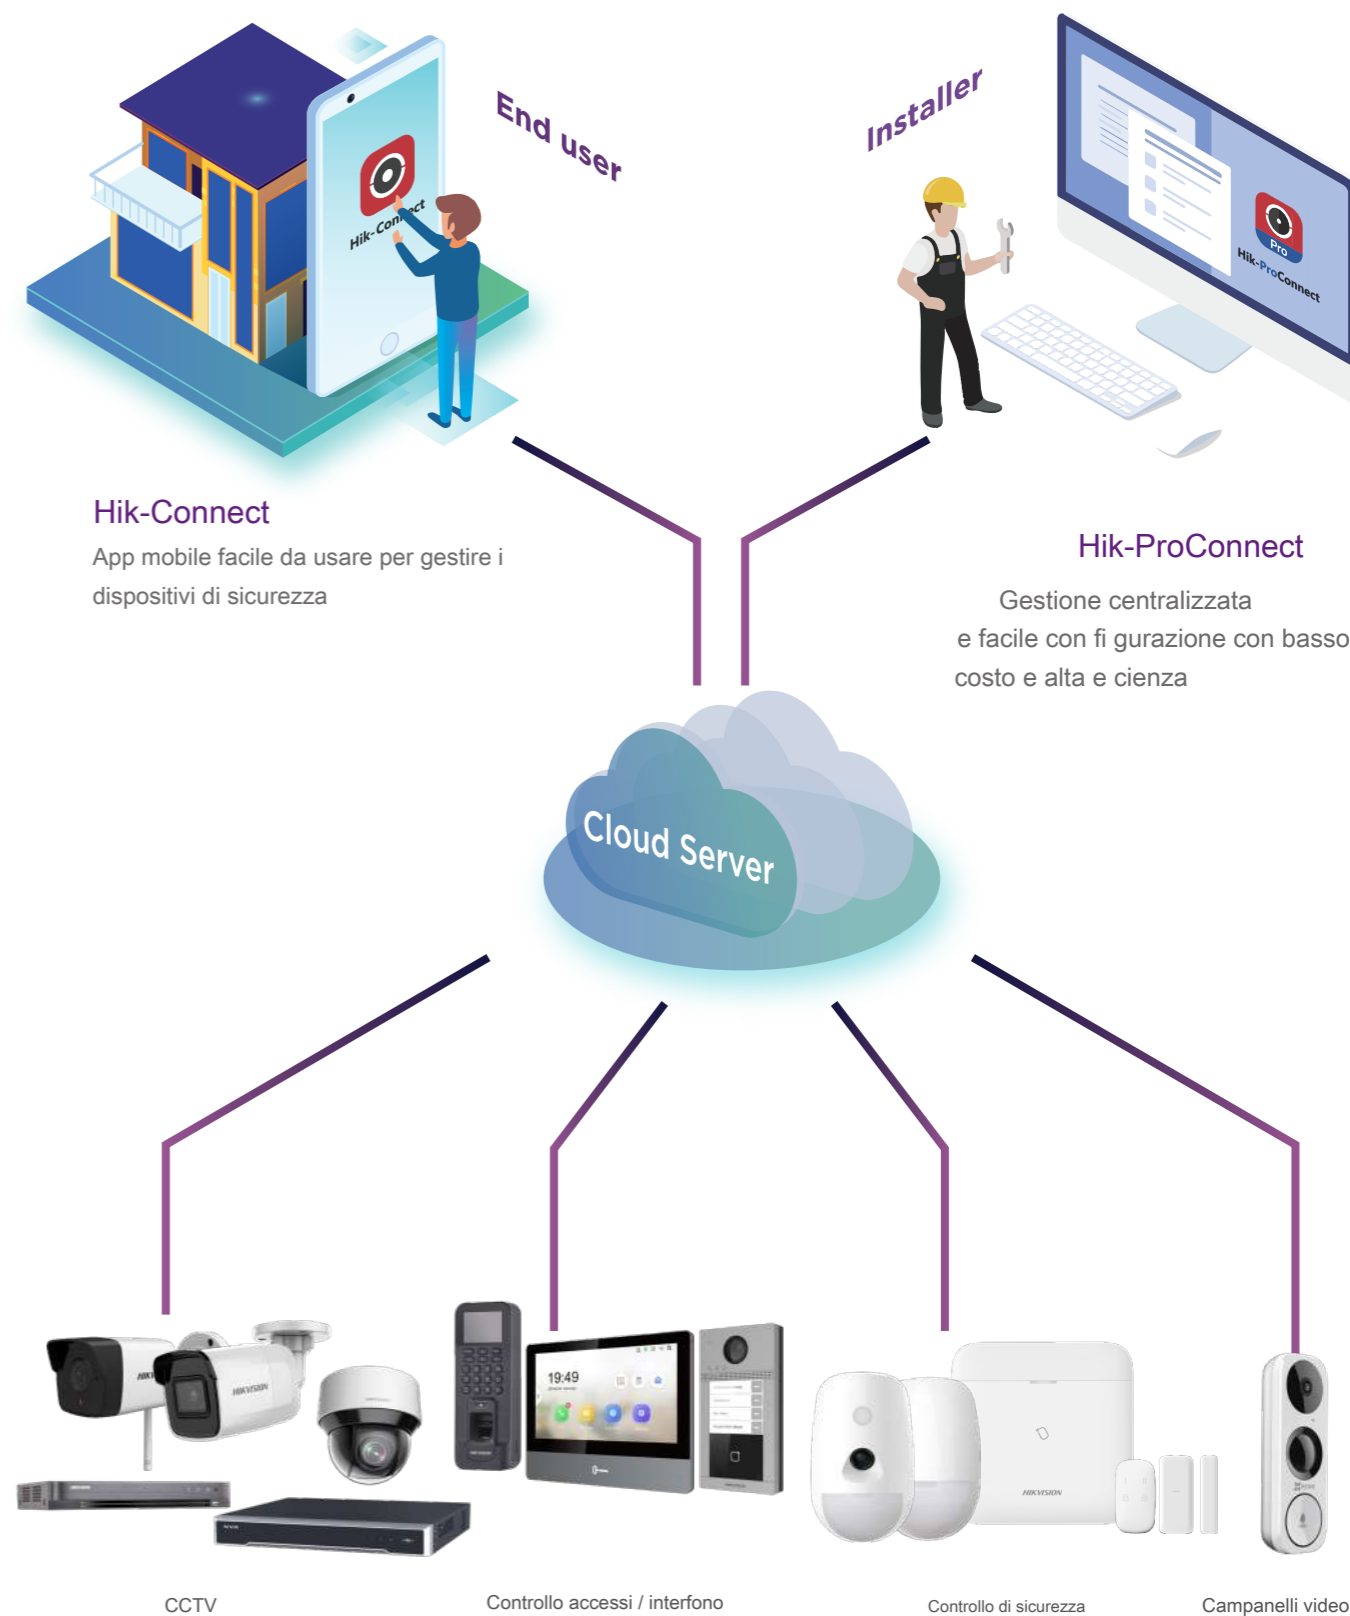 End user
Installer
Hik-Connect
Pro
Hik-ProConnect
Hik-Connect
App mobile facile da usare per gestire i
dispositivi di sicurezza
Hik-ProConnect
Gestione centralizzata
e facile con fi gurazione con basso
costo e alta e cienza
Cloud Server
HIKVISION
19:49
HIKVISION
CCTV
Controllo accessi / interfono
Controllo di sicurezza
Campanelli video